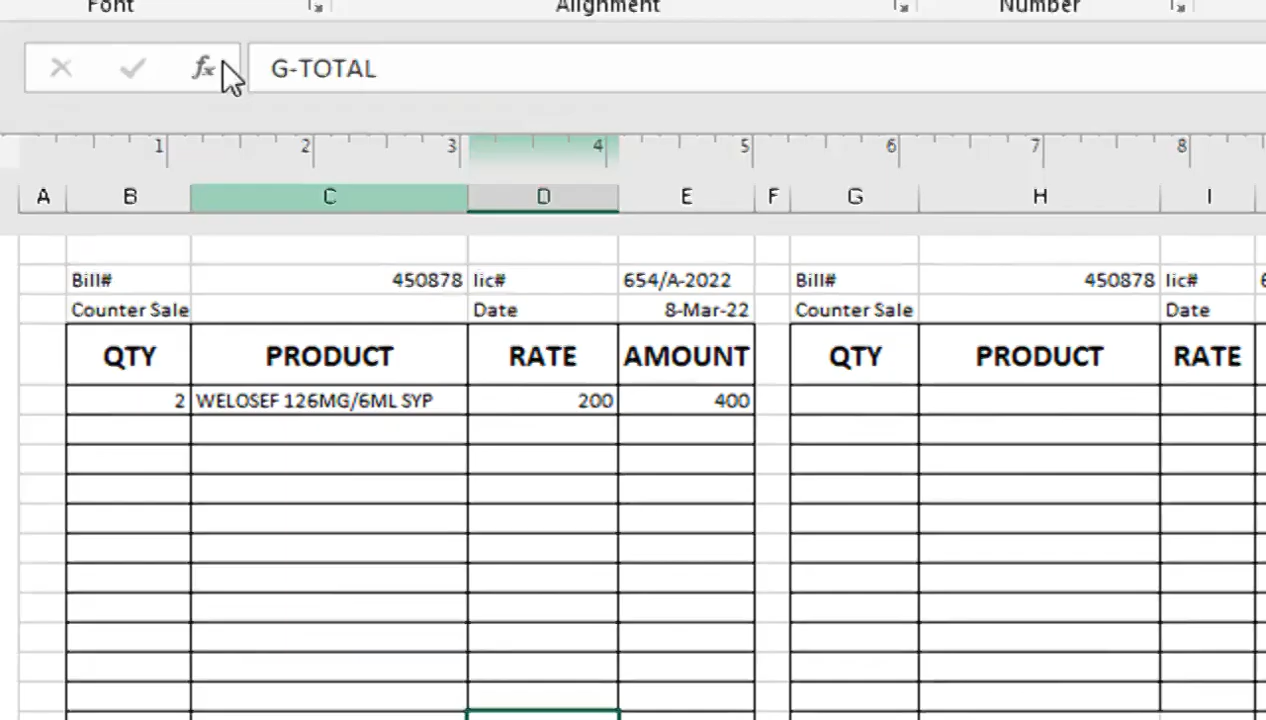 Font Alignment Number
fx G-TOTAL
1 2 3 4 5 6 7 8
A B C D E F G H I
Bill# 450878 lic# 654/A-2022 Bill# 450878 lic#
Counter Sale Date 8-Mar-22 Counter Sale Date
QTY PRODUCT RATE AMOUNT QTY PRODUCT RATE
2 WELOSEF 126MG/6ML SYP 200 400